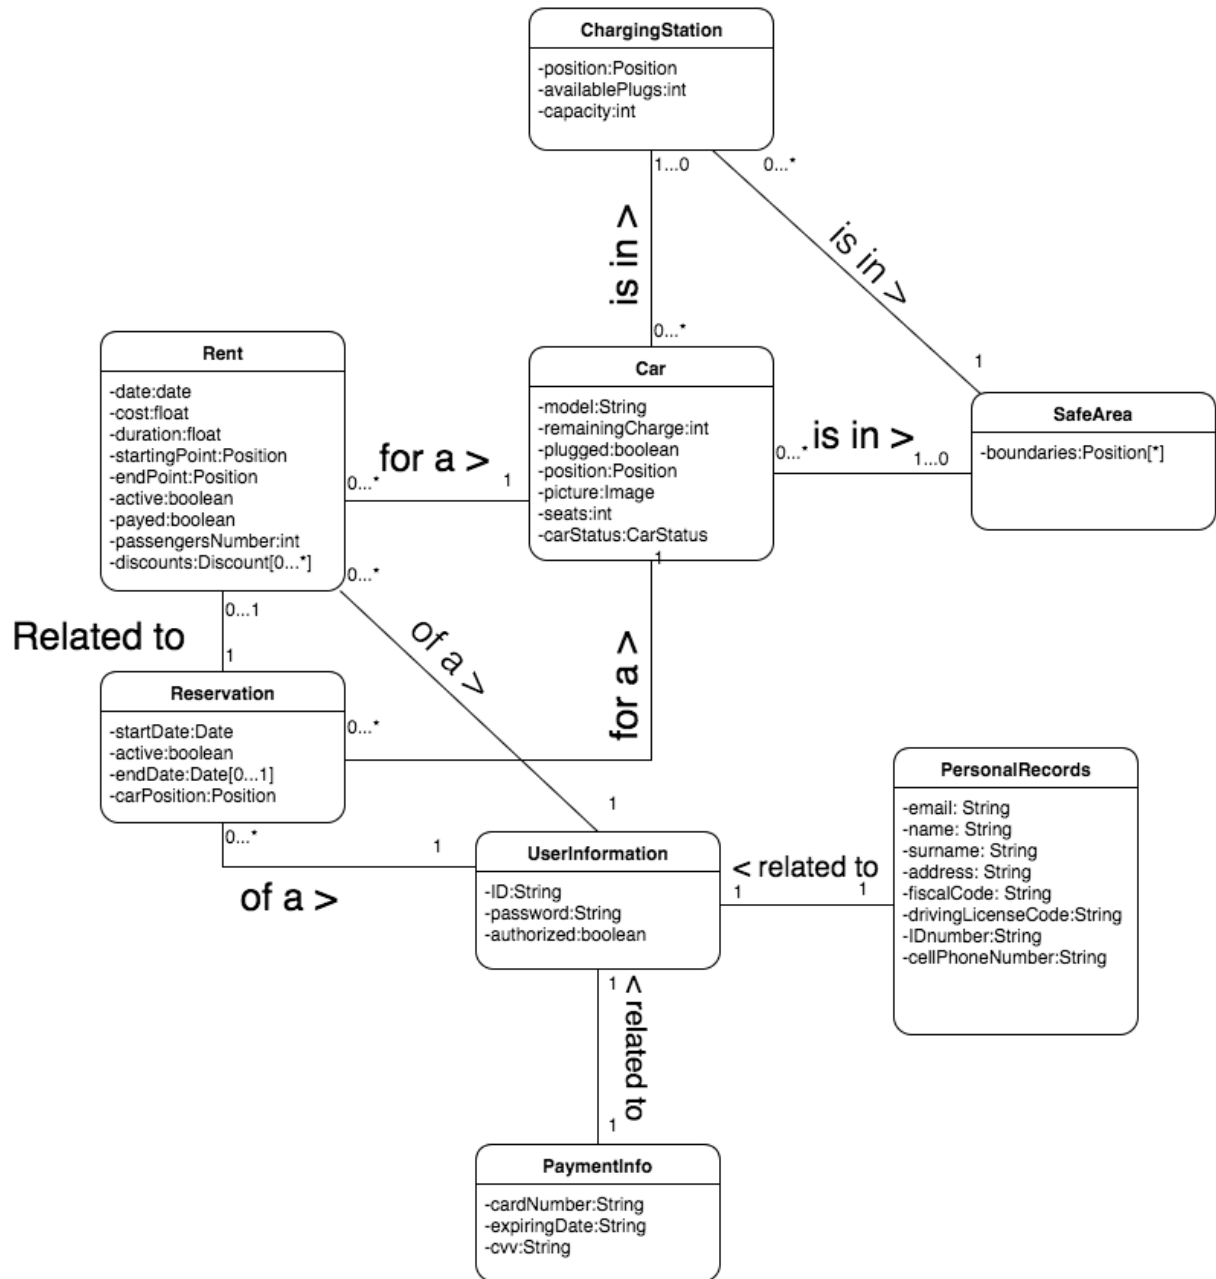 ChargingStation
-position:Position
-availablePlugs:int
-capacity:int
1...0
0...*
is in >
is in >
0...*
1
Rent
-date:date
-cost:float
-duration:float
-startingPoint:Position
-endPoint:Position
-active:boolean
-payed:boolean
-passengersNumber:int
-discounts:Discount[0...*]
Car
-model:String
-remainingCharge:int
-plugged:boolean
-position:Position
-picture:Image
-seats:int
-carStatus:CarStatus
SafeArea
-boundaries:Position[*]
for a >
0...*
1
is in >
0...*
1...0
1
0...*
0...1
Related to
1
of a >
for a >
Reservation
-startDate:Date
-active:boolean
-endDate:Date[0...1]
-carPosition:Position
0...*
0...*
1
1
of a >
UserInformation
-ID:String
-password:String
-authorized:boolean
< related to
1
1
PersonalRecords
-email: String
-name: String
-surname: String
-address: String
-fiscalCode: String
-drivingLicenseCode:String
-IDnumber:String
-cellPhoneNumber:String
1
< related to
1
PaymentInfo
-cardNumber:String
-expiringDate:String
-cvv:String